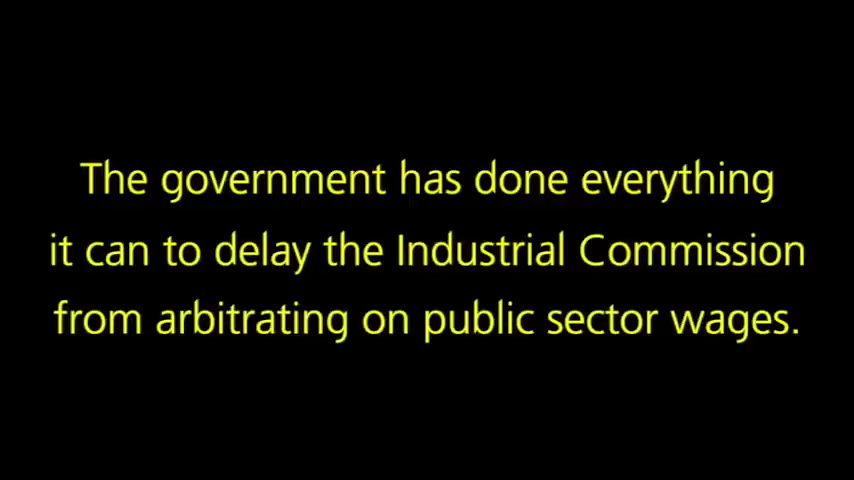 The government has done everything
it can to delay the Industrial Commission
from arbitrating on public sector wages.